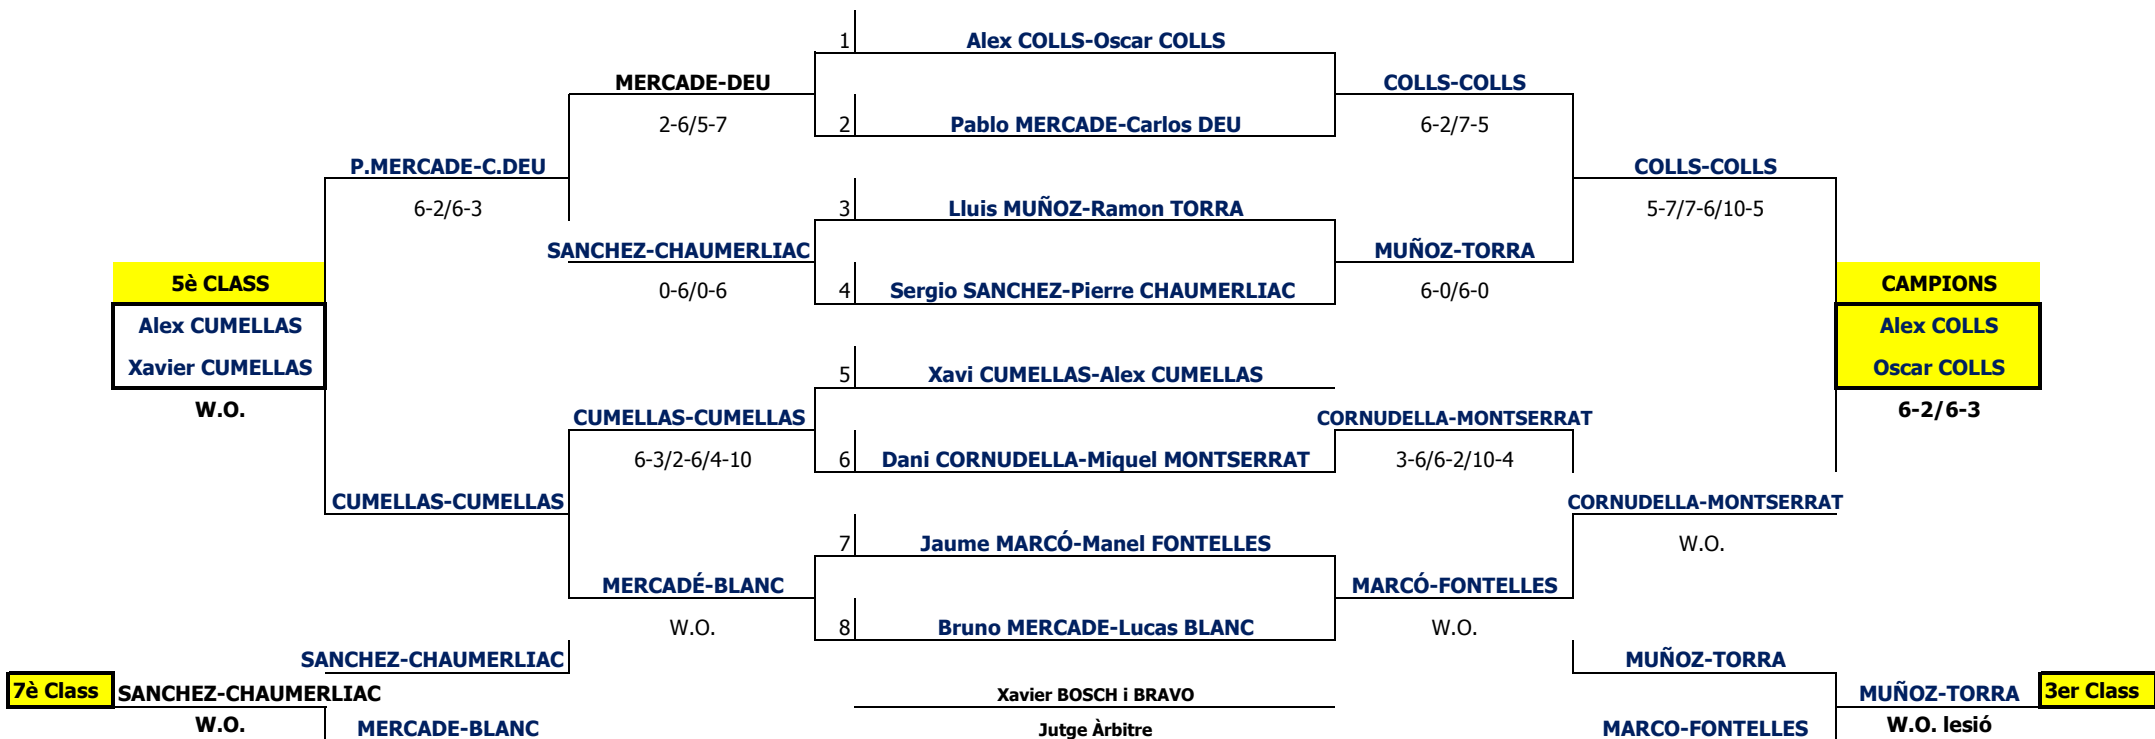 1 Alex COLLS-Oscar COLLS
MERCADE-DEU COLLS-COLLS
2-6/5-7 2 Pablo MERCADE-Carlos DEU 6-2/7-5
P.MERCADE-C.DEU COLLS-COLLS
6-2/6-3 3 Lluis MUÑOZ-Ramon TORRA 5-7/7-6/10-5
SANCHEZ-CHAUMERLIAC MUÑOZ-TORRA
5è CLASS 0-6/0-6 4 Sergio SANCHEZ-Pierre CHAUMERLIAC 6-0/6-0 CAMPIONS
Alex CUMELLAS Alex COLLS
Xavier CUMELLAS 5 Xavi CUMELLAS-Alex CUMELLAS Oscar COLLS
W.O. CUMELLAS-CUMELLAS CORNUDELLA-MONTSERRAT 6-2/6-3
6-3/2-6/4-10 6 Dani CORNUDELLA-Miquel MONTSERRAT 3-6/6-2/10-4
CUMELLAS-CUMELLAS CORNUDELLA-MONTSERRAT
7 Jaume MARCÓ-Manel FONTELLES W.O.
MERCADÉ-BLANC MARCÓ-FONTELLES
W.O. 8 Bruno MERCADE-Lucas BLANC W.O.
SANCHEZ-CHAUMERLIAC MUÑOZ-TORRA
7è Class SANCHEZ-CHAUMERLIAC Xavier BOSCH i BRAVO MUÑOZ-TORRA 3er Class
W.O. MERCADE-BLANC Jutge Àrbitre MARCO-FONTELLES W.O. lesió